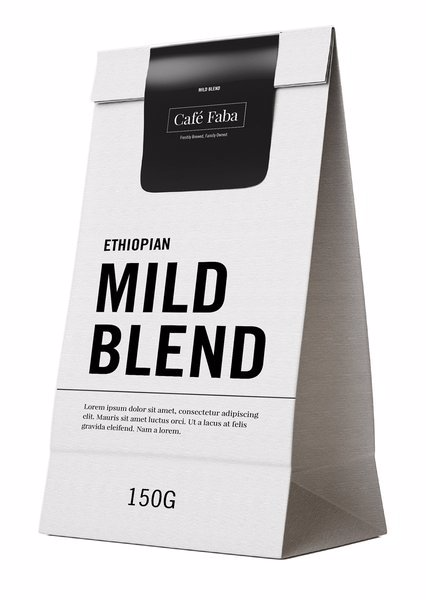 MILD BLEND
Café Faba
Freshly Brewed, Family Owned.
ETHIOPIAN
MILD
BLEND
Lorem ipsum dolor sit amet, consectetur adipiscing
elit. Mauris sit amet luctus orci. Ut a lacus at felis
gravida eleifend. Nam a lorem.
150G